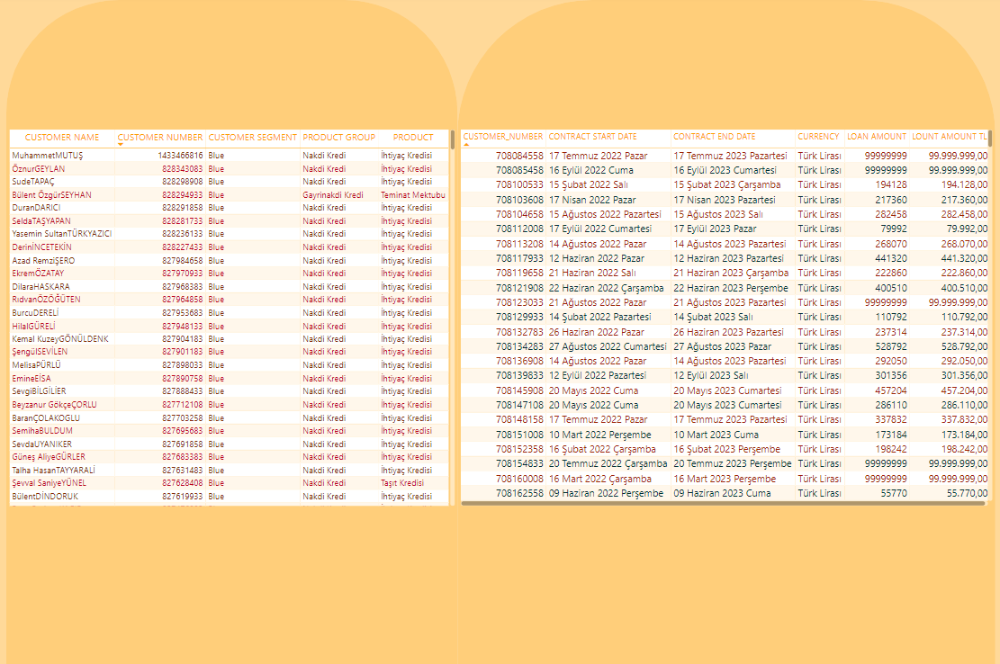 CUSTOMER NAME CUSTOMER NUMBER CUSTOMER SEGMENT PRODUCT GROUP PRODUCT
MuhammetMUTUŞ 1433466816 Blue Nakdi Kredi İhtiyaç Kredisi
ÖznurGEYLAN 828343083 Blue Nakdi Kredi İhtiyaç Kredisi
SudeTAPAÇ 828298908 Blue Nakdi Kredi İhtiyaç Kredisi
Bülent ÖzgürSEYHAN 828294933 Blue Gayrinakdi Kredi Teminat Mektubu
DuranDARICI 828291858 Blue Nakdi Kredi İhtiyaç Kredisi
SeldaTAŞYAPAN 828281733 Blue Nakdi Kredi İhtiyaç Kredisi
Yasemin SultanTÜRKYAZICI 828236133 Blue Nakdi Kredi İhtiyaç Kredisi
DerinİNCETEKİN 828227433 Blue Nakdi Kredi İhtiyaç Kredisi
Azad RemziŞERO 827984658 Blue Nakdi Kredi İhtiyaç Kredisi
EkremÖZATAY 827970933 Blue Nakdi Kredi İhtiyaç Kredisi
DilaraHASKARA 827968383 Blue Nakdi Kredi İhtiyaç Kredisi
RıdvanÖZÖĞÜTEN 827964858 Blue Nakdi Kredi İhtiyaç Kredisi
BurcuDERELİ 827953683 Blue Nakdi Kredi İhtiyaç Kredisi
HilalGÜRELİ 827948133 Blue Nakdi Kredi İhtiyaç Kredisi
Kemal KuzeyGÖNÜLDENK 827904183 Blue Nakdi Kredi İhtiyaç Kredisi
ŞengülSEVİLEN 827901183 Blue Nakdi Kredi İhtiyaç Kredisi
MelisaPÜRLÜ 827898033 Blue Nakdi Kredi İhtiyaç Kredisi
EmineEİSA 827890758 Blue Nakdi Kredi İhtiyaç Kredisi
SevgiBİLGİLİER 827888433 Blue Nakdi Kredi İhtiyaç Kredisi
Beyzanur GökçeÇORLU 827712108 Blue Nakdi Kredi İhtiyaç Kredisi
BaranÇOLAKOGLU 827703258 Blue Nakdi Kredi İhtiyaç Kredisi
SemihaBULDUM 827695683 Blue Nakdi Kredi İhtiyaç Kredisi
SevdaUYANIKER 827691858 Blue Nakdi Kredi İhtiyaç Kredisi
Güneş AliyeGÜRLER 827683383 Blue Nakdi Kredi İhtiyaç Kredisi
Talha HasanTAYYARALİ 827631483 Blue Nakdi Kredi İhtiyaç Kredisi
Şevval SaniyeYÜNEL 827628408 Blue Nakdi Kredi Taşıt Kredisi
BülentDİNDORUK 827619933 Blue Nakdi Kredi İhtiyaç Kredisi
CUSTOMER_NUMBER CONTRACT START DATE CONTRACT END DATE CURRENCY LOAN AMOUNT LOUNT AMOUNT TL
708084558 17 Temmuz 2022 Pazar 17 Temmuz 2023 Pazartesi Türk Lirası 99999999 99.999.999,00
708085458 16 Eylül 2022 Cuma 16 Eylül 2023 Cumartesi Türk Lirası 99999999 99.999.999,00
708100533 15 Şubat 2022 Salı 15 Şubat 2023 Çarşamba Türk Lirası 194128 194.128,00
708103608 17 Nisan 2022 Pazar 17 Nisan 2023 Pazartesi Türk Lirası 217360 217.360,00
708104658 15 Ağustos 2022 Pazartesi 15 Ağustos 2023 Salı Türk Lirası 282458 282.458,00
708112008 17 Eylül 2022 Cumartesi 17 Eylül 2023 Pazar Türk Lirası 79992 79.992,00
708113208 14 Ağustos 2022 Pazar 14 Ağustos 2023 Pazartesi Türk Lirası 268070 268.070,00
708117933 12 Haziran 2022 Pazar 12 Haziran 2023 Pazartesi Türk Lirası 441320 441.320,00
708119658 21 Haziran 2022 Salı 21 Haziran 2023 Çarşamba Türk Lirası 222860 222.860,00
708121908 22 Haziran 2022 Çarşamba 22 Haziran 2023 Perşembe Türk Lirası 400510 400.510,00
708123033 21 Ağustos 2022 Pazar 21 Ağustos 2023 Pazartesi Türk Lirası 99999999 99.999.999,00
708129933 14 Şubat 2022 Pazartesi 14 Şubat 2023 Salı Türk Lirası 110792 110.792,00
708132783 26 Haziran 2022 Pazar 26 Haziran 2023 Pazartesi Türk Lirası 237314 237.314,00
708134283 27 Ağustos 2022 Cumartesi 27 Ağustos 2023 Pazar Türk Lirası 528792 528.792,00
708136908 14 Ağustos 2022 Pazar 14 Ağustos 2023 Pazartesi Türk Lirası 292050 292.050,00
708139833 12 Eylül 2022 Pazartesi 12 Eylül 2023 Salı Türk Lirası 301356 301.356,00
708145908 20 Mayıs 2022 Cuma 20 Mayıs 2023 Cumartesi Türk Lirası 457204 457.204,00
708147108 20 Mayıs 2022 Cuma 20 Mayıs 2023 Cumartesi Türk Lirası 286110 286.110,00
708148158 17 Temmuz 2022 Pazar 17 Temmuz 2023 Pazartesi Türk Lirası 337832 337.832,00
708151008 10 Mart 2022 Perşembe 10 Mart 2023 Cuma Türk Lirası 173184 173.184,00
708152358 16 Şubat 2022 Çarşamba 16 Şubat 2023 Perşembe Türk Lirası 198242 198.242,00
708154833 20 Temmuz 2022 Çarşamba 20 Temmuz 2023 Perşembe Türk Lirası 99999999 99.999.999,00
708160008 16 Mart 2022 Çarşamba 16 Mart 2023 Perşembe Türk Lirası 99999999 99.999.999,00
708162558 09 Haziran 2022 Perşembe 09 Haziran 2023 Cuma Türk Lirası 55770 55.770,00